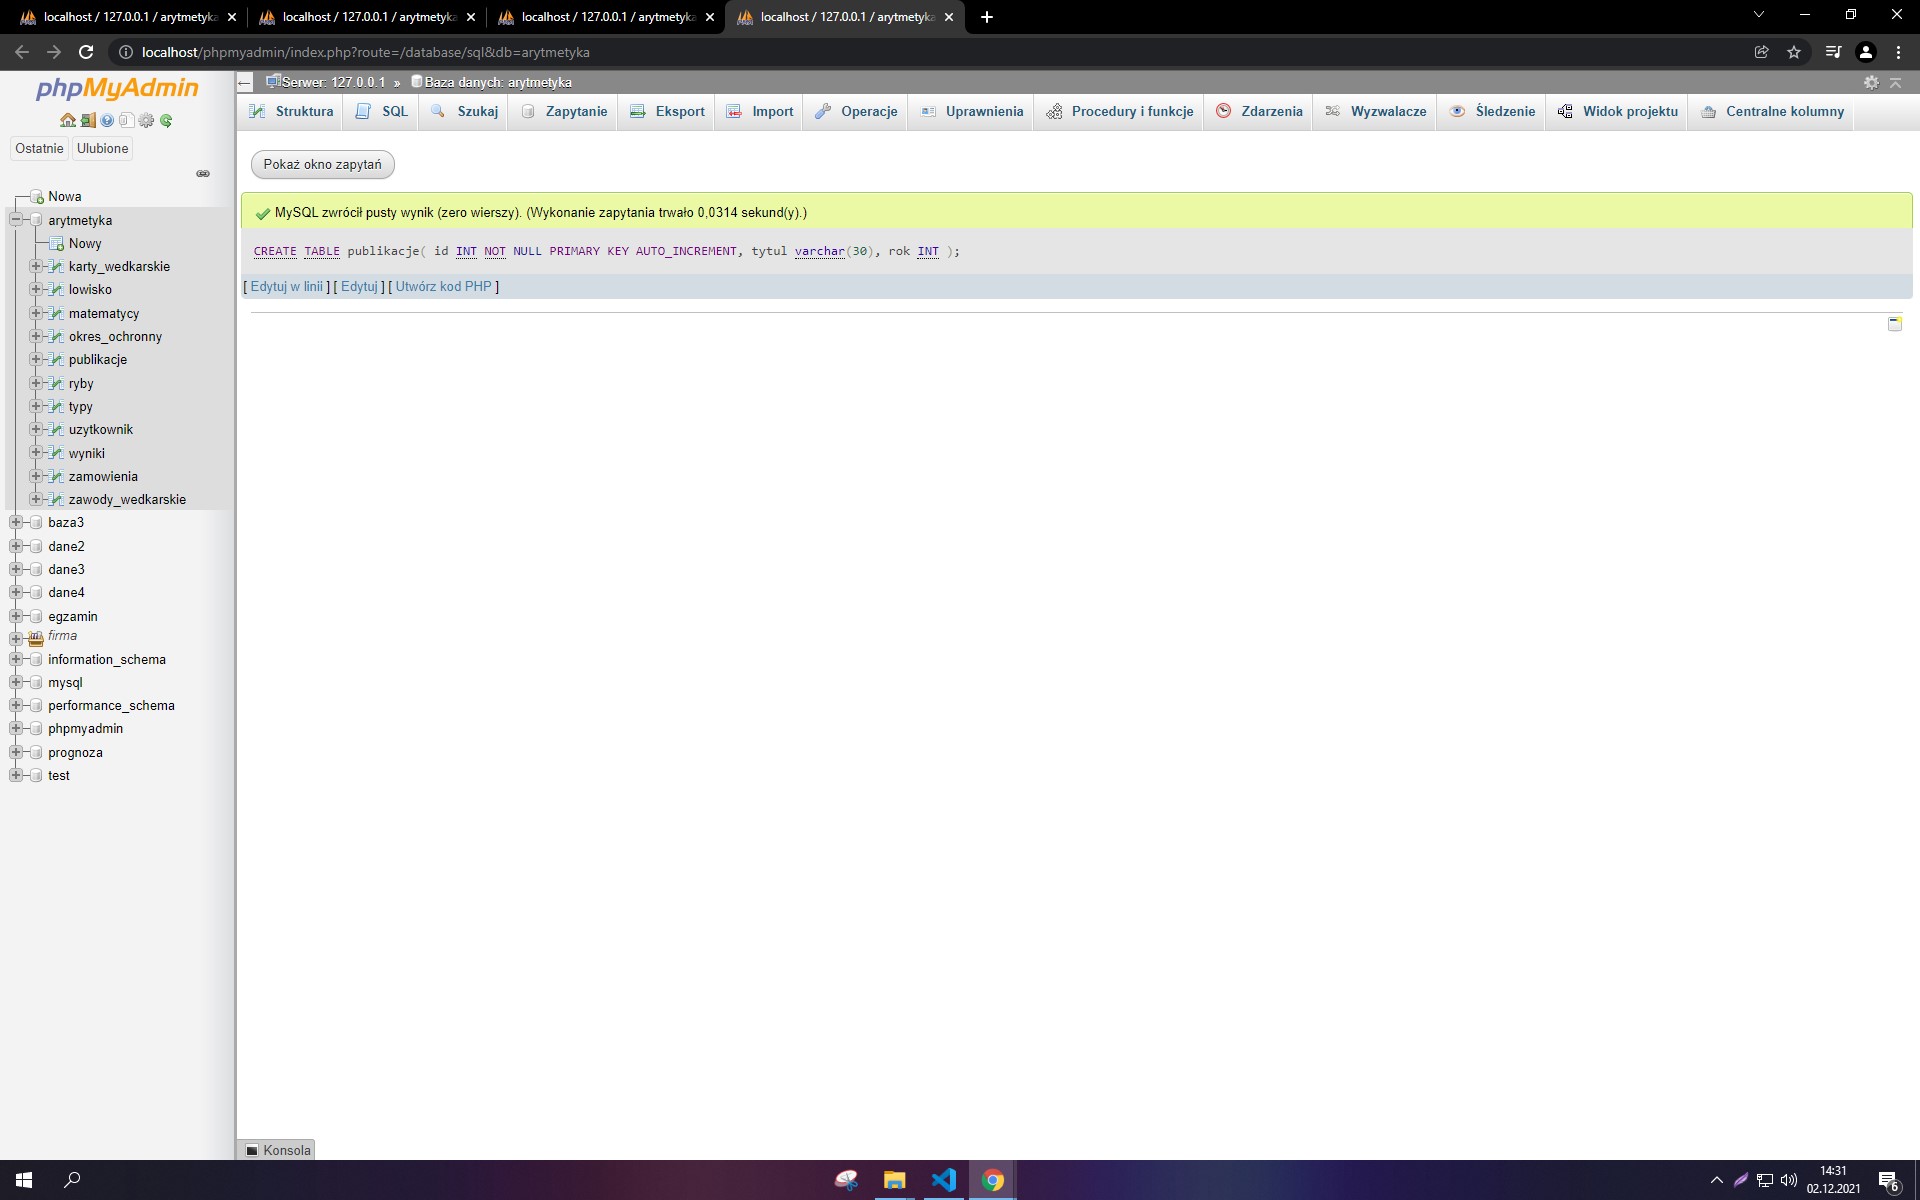 localhost / 127.0.0.1 / arytmetyka
localhost / 127.0.0.1 / arytmetyka
localhost / 127.0.0.1 / arytmetyka
localhost / 127.0.0.1 / arytmetyka
localhost/phpmyadmin/index.php?route=/database/sql&db=arytmetyka
phpMyAdmin
Ostatnie Ulubione
Nowa
arytmetyka
Nowy
karty_wedkarskie
lowisko
matematycy
okres_ochronny
publikacje
ryby
typy
uzytkownik
wyniki
zamowienia
zawody_wedkarskie
baza3
dane2
dane3
dane4
egzamin
firma
information_schema
mysql
performance_schema
phpmyadmin
prognoza
test
Serwer: 127.0.0.1 » Baza danych: arytmetyka
Struktura SQL Szukaj Zapytanie Eksport Import Operacje Uprawnienia Procedury i funkcje Zdarzenia Wyzwalacze Śledzenie Widok projektu Centralne kolumny
Pokaż okno zapytań
MySQL zwrócił pusty wynik (zero wierszy). (Wykonanie zapytania trwało 0,0314 sekund(y).)
CREATE TABLE publikacje( id INT NOT NULL PRIMARY KEY AUTO_INCREMENT, tytul varchar(30), rok INT );
[ Edytuj w linii ] [ Edytuj ] [ Utwórz kod PHP ]
Konsola
14:31
02.12.2021
6